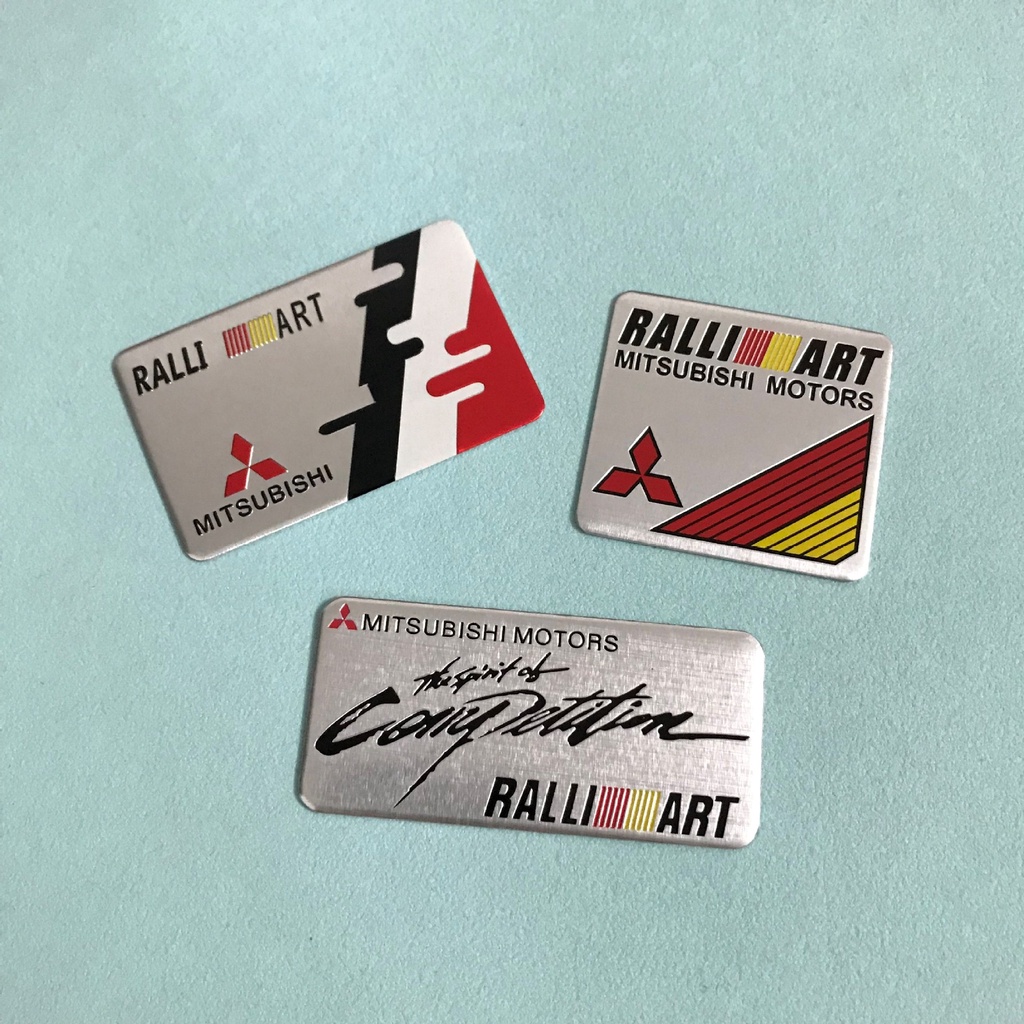 RALLI ART
MITSUBISHI
RALLI ART
MITSUBISHI MOTORS
MITSUBISHI MOTORS
the Spirit of
Competition
RALLI ART